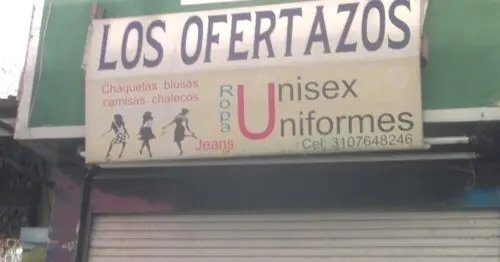 LOS OFERTAZOS
Chaquetas blusas
camisas chalecos
Ropa
Unisex
Uniformes
Jeans
Cel: 3107648246